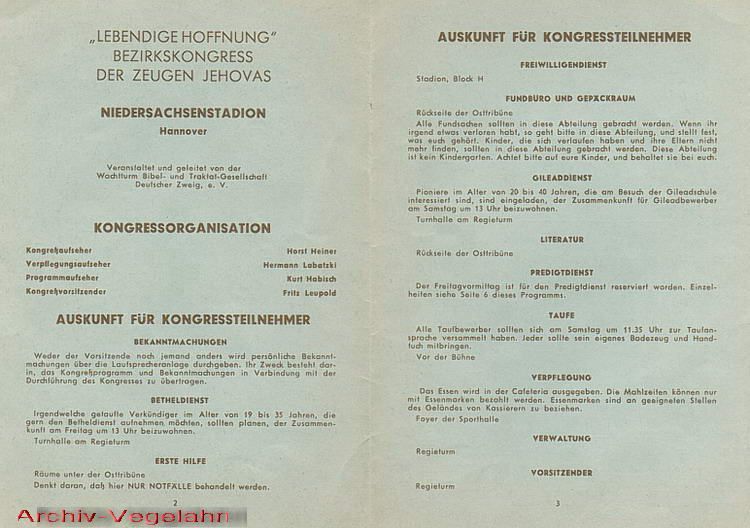 „LEBENDIGE HOFFNUNG"
BEZIRKSKONGRESS
DER ZEUGEN JEHOVAS
NIEDERSACHSENSTADION
Hannover
Veranstaltet und geleitet von der
Wachtturm Bibel- und Traktat-Gesellschaft
Deutscher Zweig, e. V.
KONGRESSORGANISATION
Kongreßaufseher Horst Heiner
Verpflegungsaufseher Hermann Labatzki
Programmaufseher Kurt Habisch
Kongreßvorsitzender Fritz Leupold
AUSKUNFT FÜR KONGRESSTEILNEHMER
BEKANNTMACHUNGEN
Weder der Vorsitzende noch jemand anders wird persönliche Bekannt-
machungen über die Lautsprecheranlage durchgeben. Ihr Zweck besteht dar-
in, das Kongreßprogramm und Bekanntmachungen in Verbindung mit der
Durchführung des Kongresses zu übertragen.
BETHELDIENST
Irgendwelche getaufte Verkündiger im Alter von 19 bis 35 Jahren, die
gern den Betheldienst aufnehmen möchten, sollten planen, der Zusammen-
kunft am Freitag um 13 Uhr beizuwohnen.
Turnhalle am Regieturm
ERSTE HILFE
Räume unter der Osttribüne
Denkt daran, daß hier NUR NOTFÄLLE behandelt werden.
2
AUSKUNFT FÜR KONGRESSTEILNEHMER
FREIWILLIGENDIENST
Stadion, Block H
FUNDBÜRO UND GEPÄCKRAUM
Rückseite der Osttribüne
Alle Fundsachen sollten in diese Abteilung gebracht werden. Wenn ihr
irgend etwas verloren habt, so geht bitte in diese Abteilung, und stellt fest,
was euch gehört. Kinder, die sich verlaufen haben und ihre Eltern nicht
mehr finden, sollten in diese Abteilung gebracht werden. Diese Abteilung
ist kein Kindergarten. Achtet bitte auf eure Kinder, und behaltet sie bei euch.
GILEADDIENST
Pioniere im Alter von 20 bis 40 Jahren, die am Besuch der Gileadschule
interessiert sind, sind eingeladen, der Zusammenkunft für Gileadbewerber
am Samstag um 13 Uhr beizuwohnen.
Turnhalle am Regieturm
LITERATUR
Rückseite der Osttribüne
PREDIGTDIENST
Der Freitagvormittag ist für den Predigtdienst reserviert worden. Einzel-
heiten siehe Seite 6 dieses Programms.
TAUFE
Alle Taufbewerber sollten sich am Samstag um 11.35 Uhr zur Taufan-
sprache versammelt haben. Jeder sollte sein eigenes Badezeug und Hand-
tuch mitbringen.
Vor der Bühne
VERPFLEGUNG
Das Essen wird in der Cafeteria ausgegeben. Die Mahlzeiten können nur
mit Essenmarken bezahlt werden. Essenmarken sind an geeigneten Stellen
des Geländes von Kassierern zu beziehen.
Foyer der Sporthalle
VERWALTUNG
Regieturm
VORSITZENDER
Regieturm
3
Archiv-Vegelahn